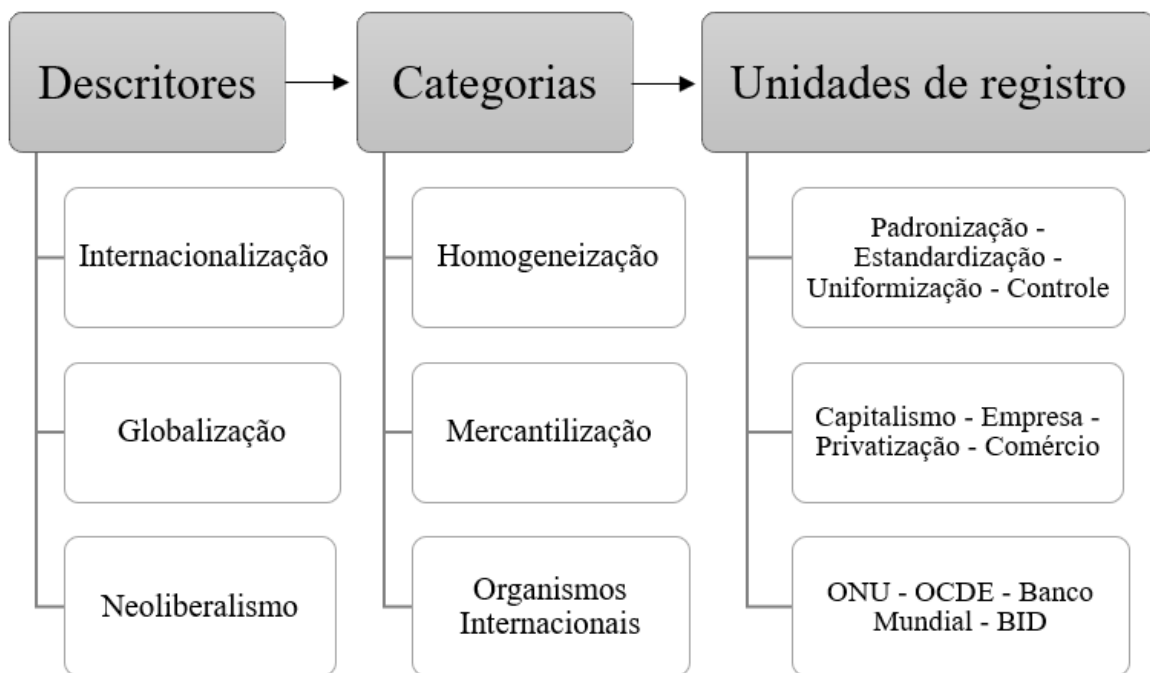 Descritores
Categorias
Unidades de registro
Internacionalização
Homogeneização
Padronização -
Estandardização -
Uniformização - Controle
Globalização
Mercantilização
Capitalismo - Empresa -
Privatização - Comércio
Neoliberalismo
Organismos
Internacionais
ONU - OCDE - Banco
Mundial - BID